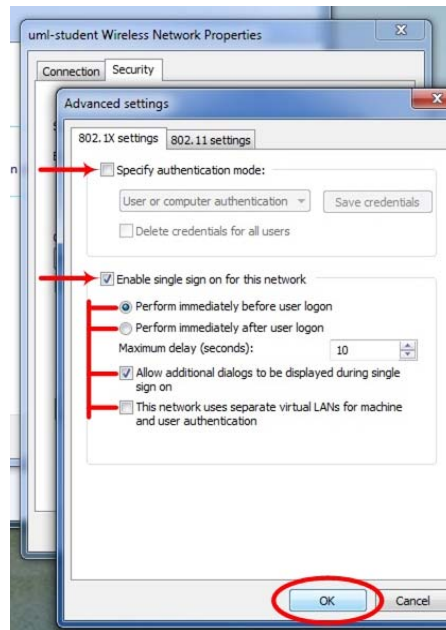 uml-student Wireless Network Properties
Connection Security
Advanced settings
802.1X settings 802.11 settings
Specify authentication mode:
User or computer authentication Save credentials
Delete credentials for all users
Enable single sign on for this network
Perform immediately before user logon
Perform immediately after user logon
Maximum delay (seconds): 10
Allow additional dialogs to be displayed during single
sign on
This network uses separate virtual LANs for machine
and user authentication
OK Cancel